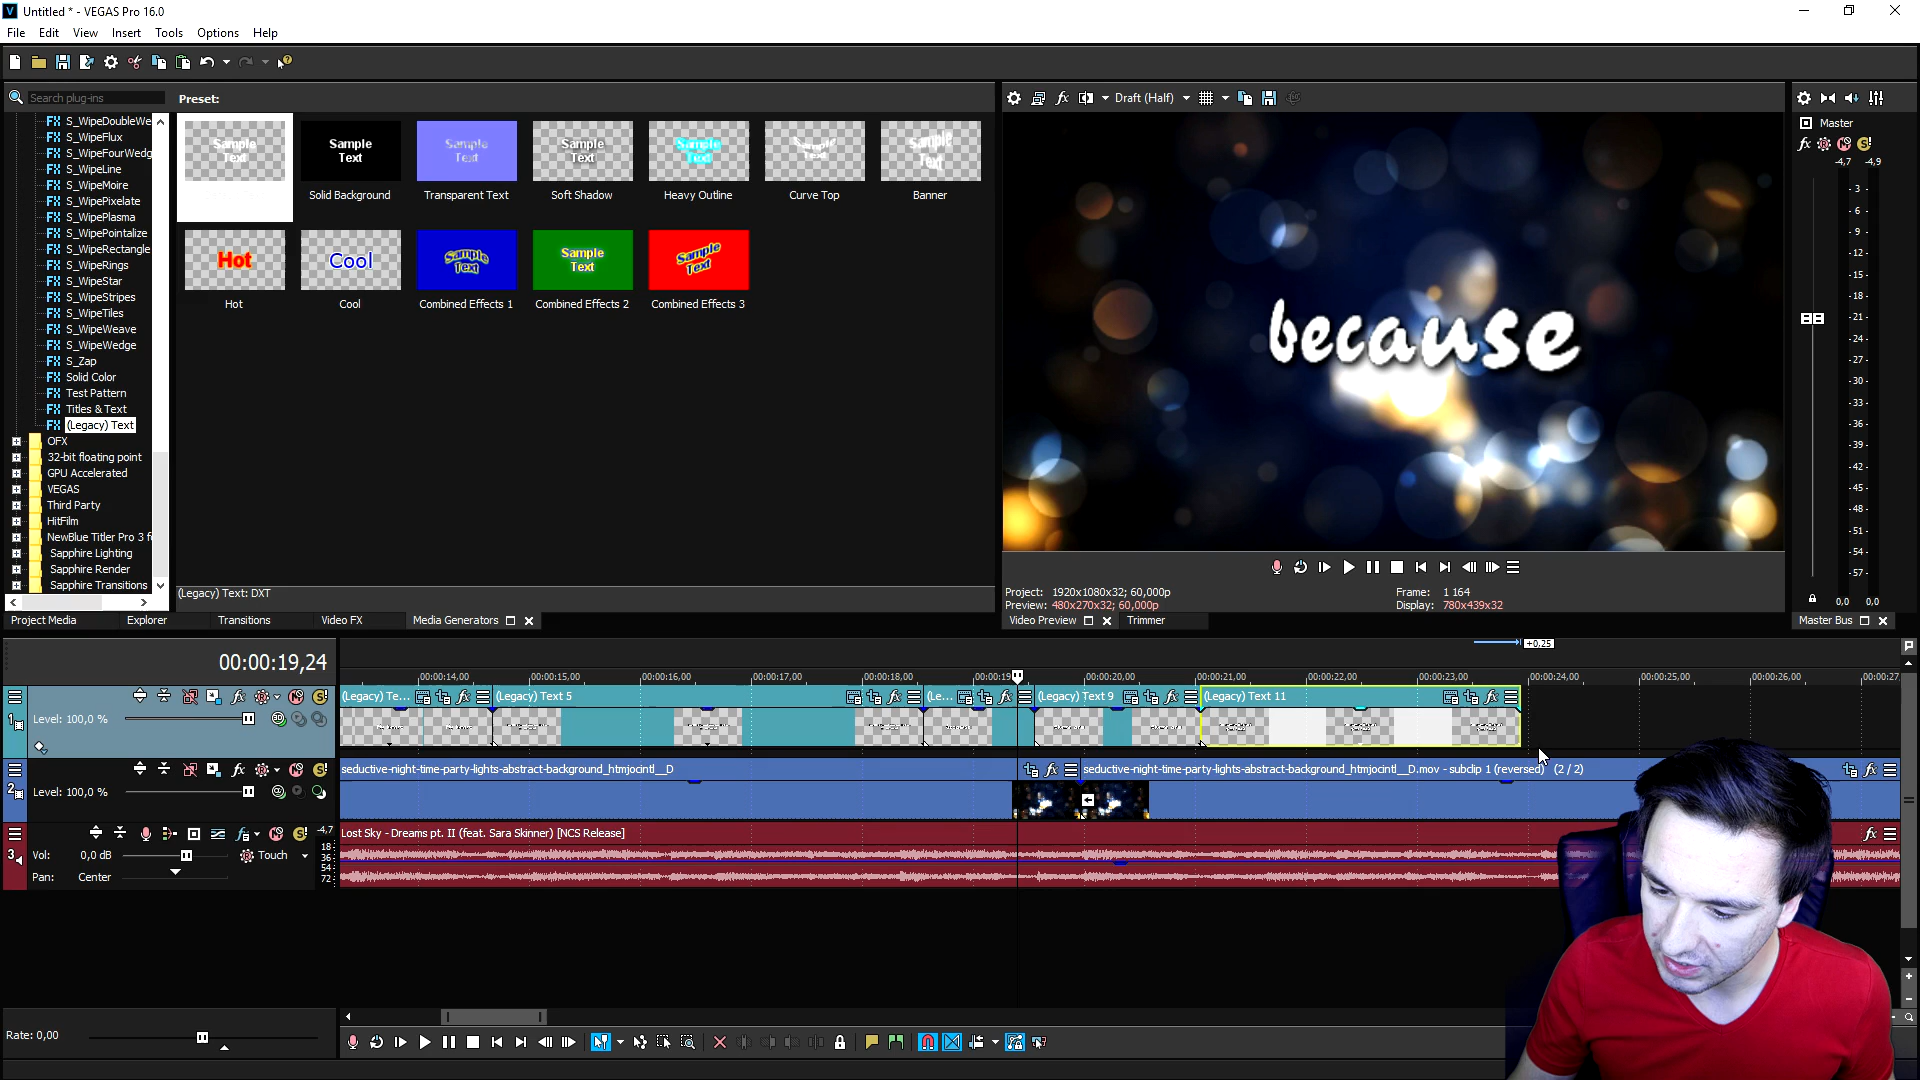 Untitled * - VEGAS Pro 16.0
File Edit View Insert Tools Options Help
Search plug-ins
Preset:
S_WipeDoubleWe
S_WipeFlux
S_WipeFourWedg
S_WipeLine
S_WipeMoire
S_WipePixelate
S_WipePlasma
S_WipePointalize
S_WipeRectangle
S_WipeRings
S_WipeStar
S_WipeStripes
S_WipeTiles
S_WipeWeave
S_WipeWedge
S_Zap
Solid Color
Test Pattern
Titles & Text
(Legacy) Text
OFX
32-bit floating point
GPU Accelerated
VEGAS
Third Party
HitFilm
NewBlue Titler Pro 3 f
Sapphire Lighting
Sapphire Render
Sapphire Transitions
Sample Text
Sample Text
Sample Text
Sample Text
Sample Text
Sample Text
Sample Text
Solid Background
Transparent Text
Soft Shadow
Heavy Outline
Curve Top
Banner
Hot
Cool
Sample Text
Sample Text
Sample Text
Hot
Cool
Combined Effects 1
Combined Effects 2
Combined Effects 3
(Legacy) Text: DXT
Project Media Explorer Transitions Video FX Media Generators
Draft (Half)
because
Project: 1920x1080x32; 60,000p
Preview: 480x270x32; 60,000p
Frame: 1 164
Display: 780x439x32
Video Preview Trimmer
Master
-4,7 -4,9
- 3 -
- 6 -
- 9 -
-12-
-15-
-18-
-21-
-24-
-27-
-30-
-33-
-36-
-39-
-42-
-45-
-48-
-51-
-54-
-57-
0,0 0,0
Master Bus
00:00:19,24
+0,25
00:00:14,00 00:00:15,00 00:00:16,00 00:00:17,00 00:00:18,00 00:00:19 00:00:20,00 00:00:21,00 00:00:22,00 00:00:23,00 00:00:24,00 00:00:25,00 00:00:26,00 00:00:27
1
Level: 100,0 %
(Legacy) Te... (Legacy) Text 5 (Le... (Legacy) Text 9 (Legacy) Text 11
2
Level: 100,0 %
seductive-night-time-party-lights-abstract-background_htmjocintl__D
seductive-night-time-party-lights-abstract-background_htmjocintl__D.mov - subclip 1 (reversed) (2 / 2)
3
-4,7
18
36
54
72
Vol: 0,0 dB Touch
Pan: Center
Lost Sky - Dreams pt. II (feat. Sara Skinner) [NCS Release]
Rate: 0,00